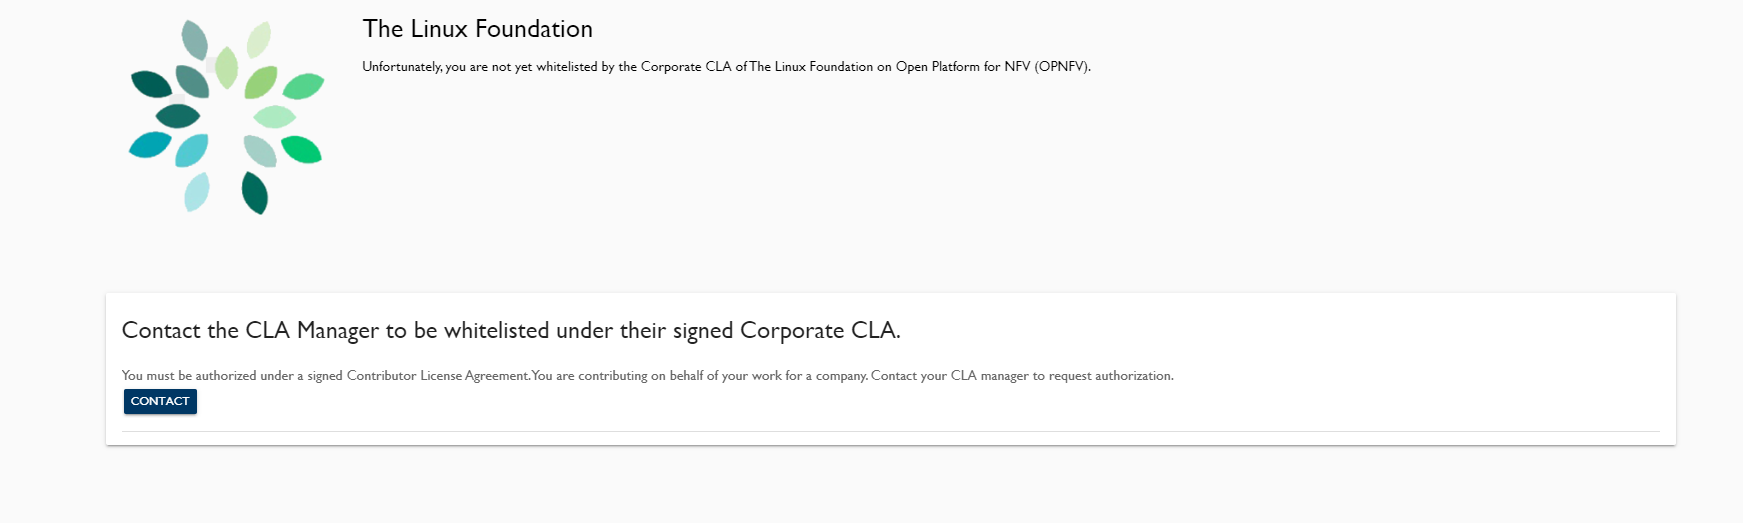 The Linux Foundation
Unfortunately, you are not yet whitelisted by the Corporate CLA of The Linux Foundation on Open Platform for NFV (OPNFV).
Contact the CLA Manager to be whitelisted under their signed Corporate CLA.
You must be authorized under a signed Contributor License Agreement. You are contributing on behalf of your work for a company. Contact your CLA manager to request authorization.
CONTACT